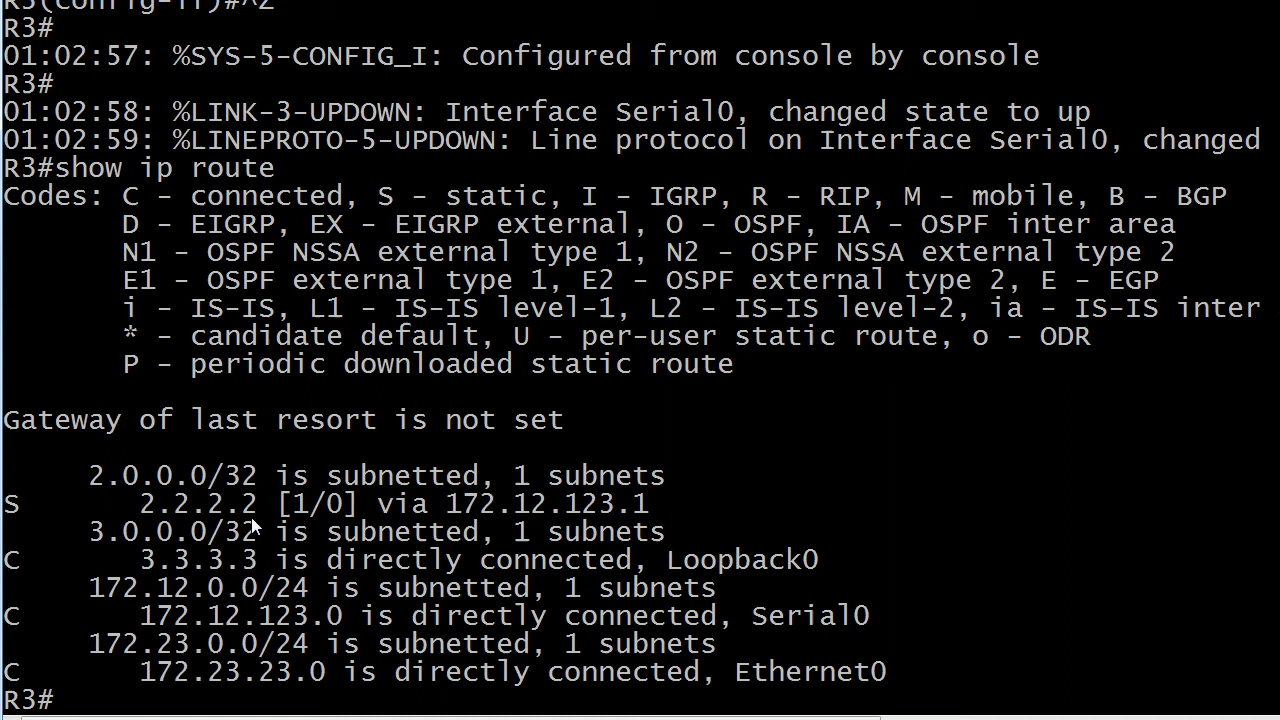 R3(config-if)#^Z
R3#
01:02:57: %SYS-5-CONFIG_I: Configured from console by console
R3#
01:02:58: %LINK-3-UPDOWN: Interface Serial0, changed state to up
01:02:59: %LINEPROTO-5-UPDOWN: Line protocol on Interface Serial0, changed
R3#show ip route
Codes: C - connected, S - static, I - IGRP, R - RIP, M - mobile, B - BGP
       D - EIGRP, EX - EIGRP external, O - OSPF, IA - OSPF inter area
       N1 - OSPF NSSA external type 1, N2 - OSPF NSSA external type 2
       E1 - OSPF external type 1, E2 - OSPF external type 2, E - EGP
       i - IS-IS, L1 - IS-IS level-1, L2 - IS-IS level-2, ia - IS-IS inter
       * - candidate default, U - per-user static route, o - ODR
       P - periodic downloaded static route
Gateway of last resort is not set
     2.0.0.0/32 is subnetted, 1 subnets
S       2.2.2.2 [1/0] via 172.12.123.1
     3.0.0.0/32 is subnetted, 1 subnets
C       3.3.3.3 is directly connected, Loopback0
     172.12.0.0/24 is subnetted, 1 subnets
C       172.12.123.0 is directly connected, Serial0
     172.23.0.0/24 is subnetted, 1 subnets
C       172.23.23.0 is directly connected, Ethernet0
R3#